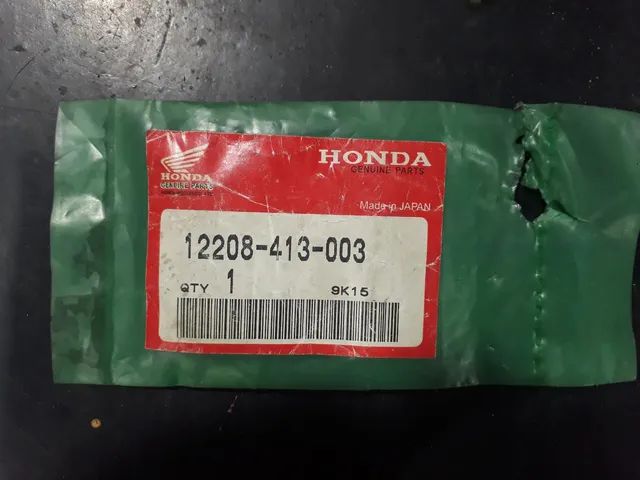 HONDA
GENUINE PARTS
HONDA
GENUINE PARTS
Made in JAPAN
12208-413-003
QTY 1
9K15